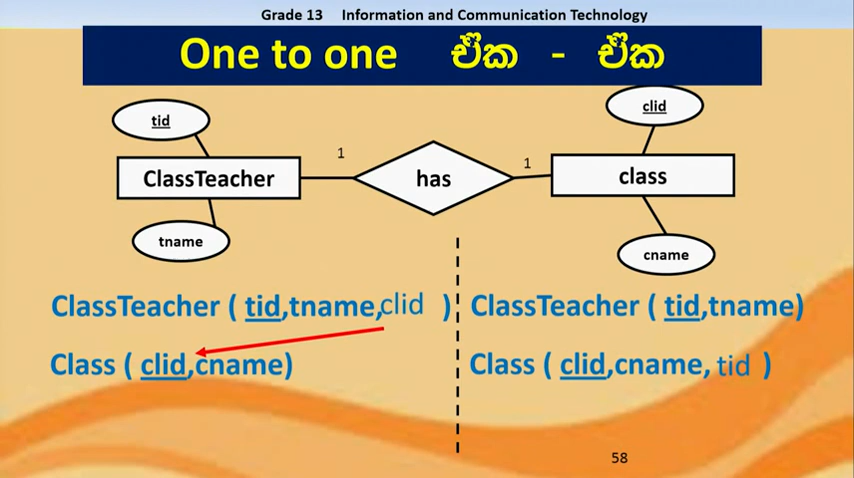 Grade 13 Information and Communication Technology
One to one ඒක - ඒක
tid
clid
ClassTeacher
1
has
1
class
tname
cname
ClassTeacher ( tid,tname,clid )
Class ( clid,cname)
ClassTeacher ( tid,tname)
Class ( clid,cname, tid )
58